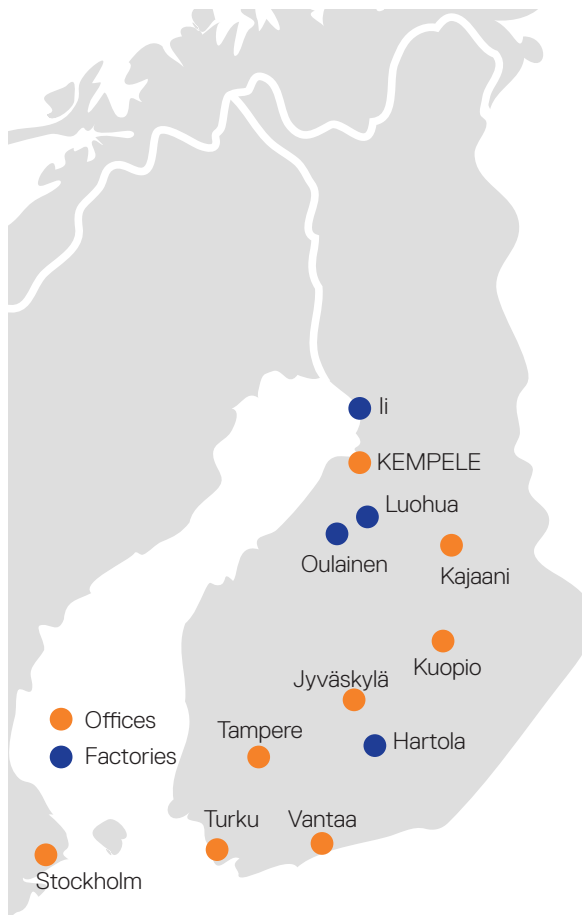 Ii
KEMPELE
Luohua
Oulainen
Kajaani
Kuopio
Jyväskylä
Offices
Tampere
Hartola
Factories
Turku
Vantaa
Stockholm